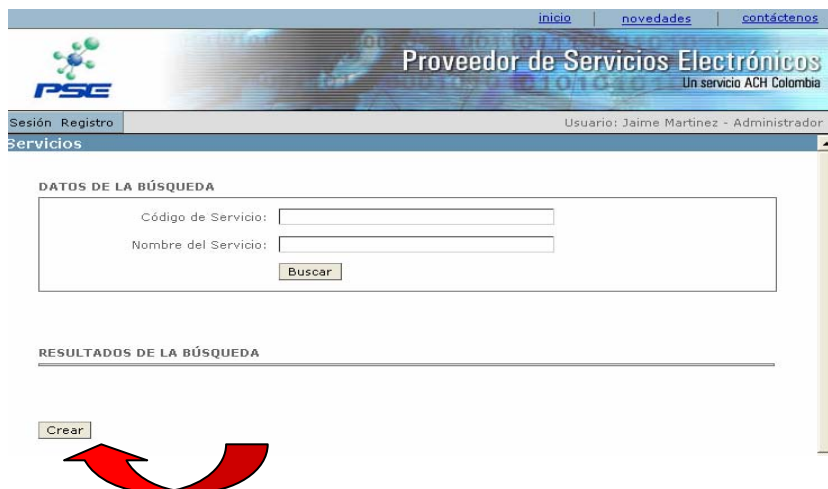 inicio | novedades | contáctenos
PSE
Proveedor de Servicios Electrónicos
Un servicio ACH Colombia
Sesión Registro
Usuario: Jaime Martinez - Administrador
Servicios
DATOS DE LA BÚSQUEDA
Código de Servicio:
Nombre del Servicio:
Buscar
RESULTADOS DE LA BÚSQUEDA
Crear